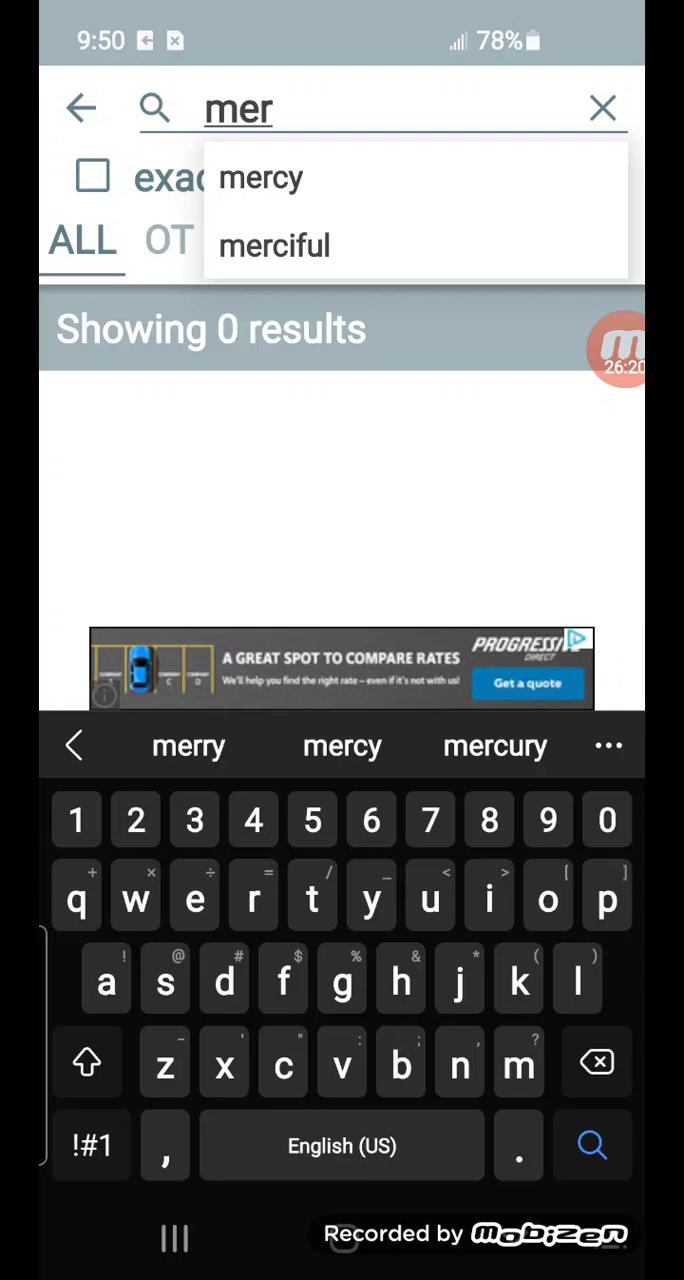 9:50 78%
mer
exac
mercy
ALL OT
merciful
Showing 0 results
26:20
A GREAT SPOT TO COMPARE RATES
We'll help you find the right rate – even if it's not with us!
PROGRESSI
DIRECT
Get a quote
merry mercy mercury
1 2 3 4 5 6 7 8 9 0
q w e r t y u i o p
a s d f g h j k l
z x c v b n m
!#1 , English (US) .
Recorded by mobizen